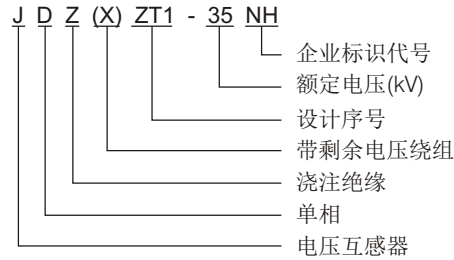 J D Z (X) ZT1 - 35 NH
企业标识代号
额定电压(kV)
设计序号
带剩余电压绕组
浇注绝缘
单相
电压互感器